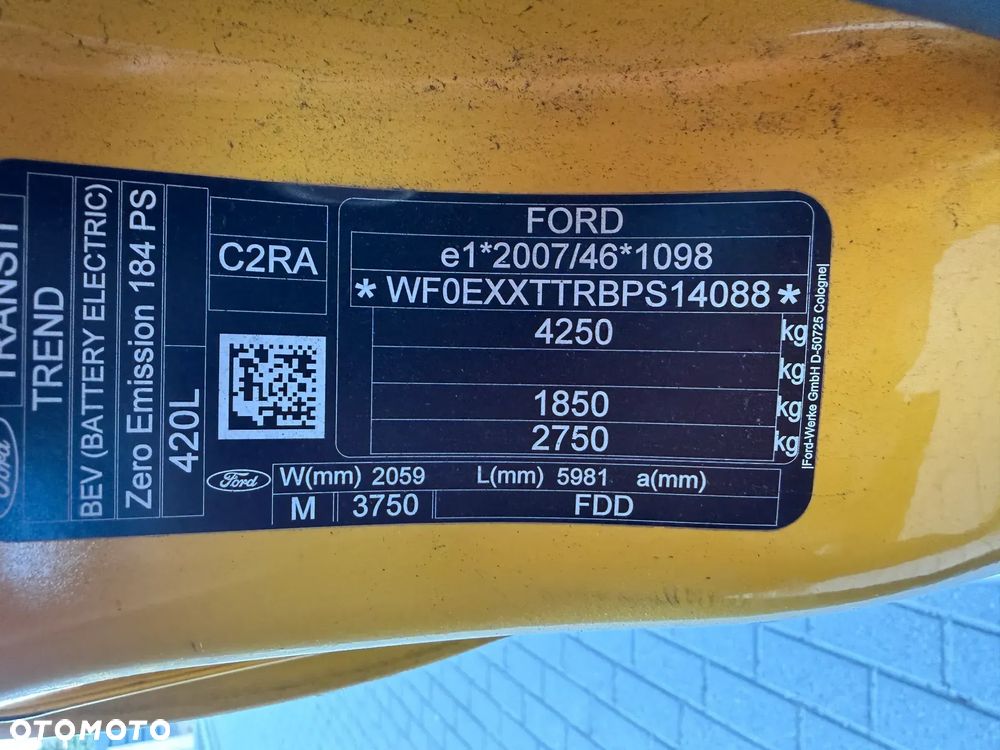 TRANSIT
TREND
BEV (BATTERY ELECTRIC)
Zero Emission 184 PS
420L
Ford
C2RA
FORD
e1*2007/46*1098
* WF0EXXTTRBPS14088 *
4250 kg
kg
1850 kg
2750 kg
|Ford-Werke GmbH D-50725 Cologne|
Ford
W(mm) 2059 L(mm) 5981 a(mm)
M 3750 FDD
OTOMOTO